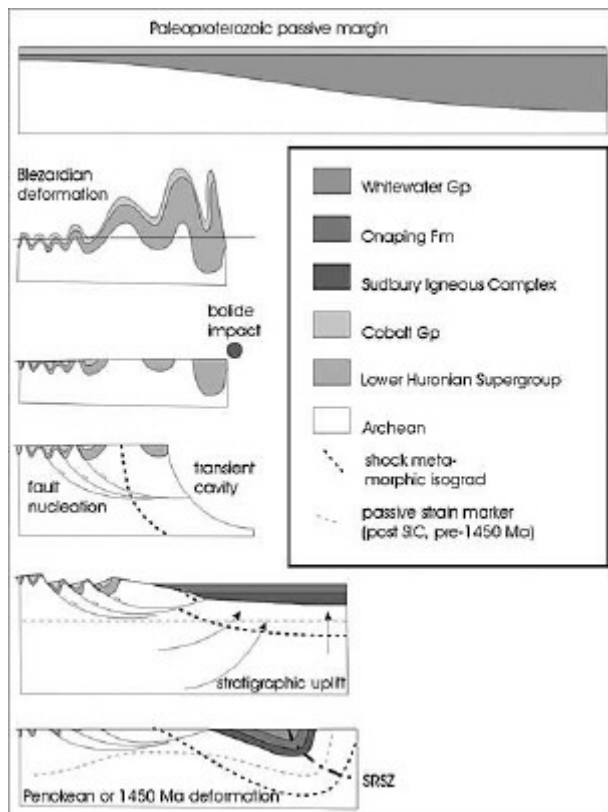 Paleoproterozoic passive margin
Blezardian
deformation
bolide
impact
fault
nucleation
transient
cavity
stratigraphic uplift
Penokean or 1450 Ma deformation
SRSZ
Whitewater Gp
Onaping Fm
Sudbury Igneous Complex
Cobalt Gp
Lower Huronian Supergroup
Archean
shock meta-
morphic isograd
passive strain marker
(post SIC, pre-1450 Ma)